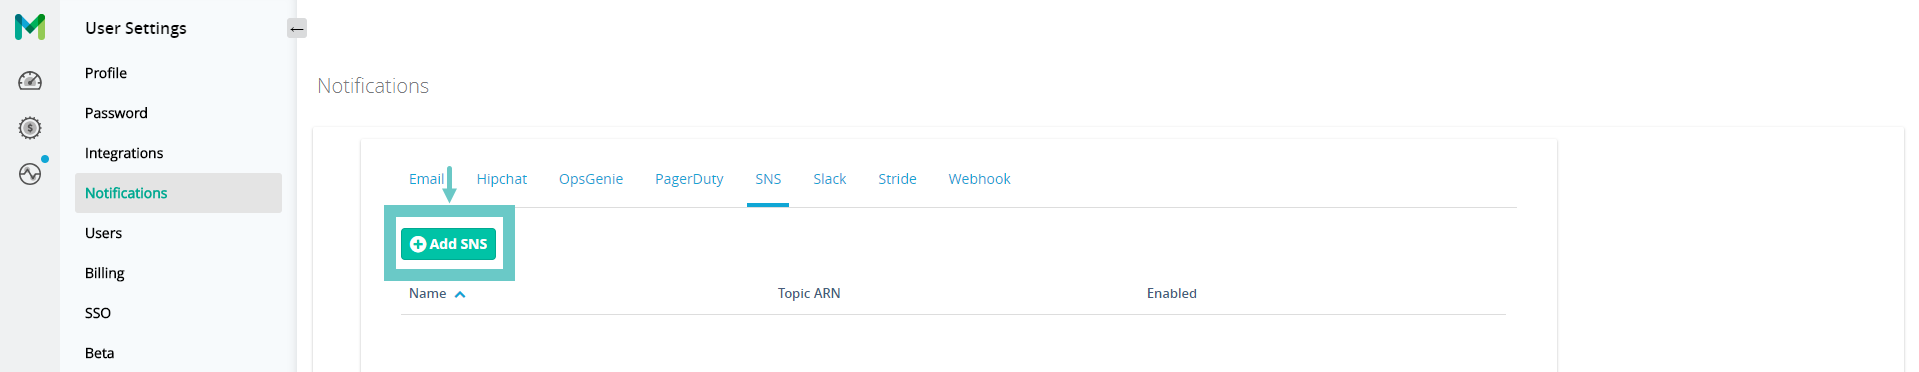 User Settings
←
Profile
Password
Integrations
Notifications
Users
Billing
SSO
Beta
Notifications
Email Hipchat OpsGenie PagerDuty SNS Slack Stride Webhook
Add SNS
Name Topic ARN Enabled